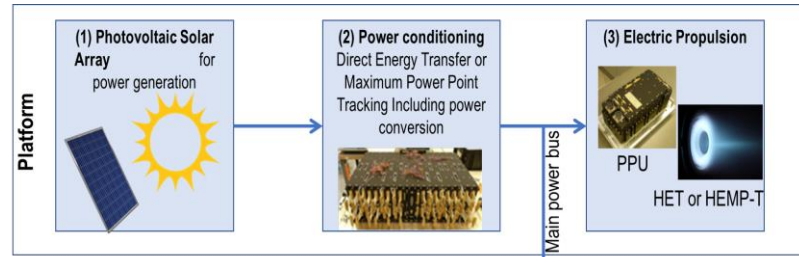 Platform
(1) Photovoltaic Solar
Array for
power generation
(2) Power conditioning
Direct Energy Transfer or
Maximum Power Point
Tracking Including power
conversion
Main power bus
(3) Electric Propulsion
PPU
HET or HEMP-T